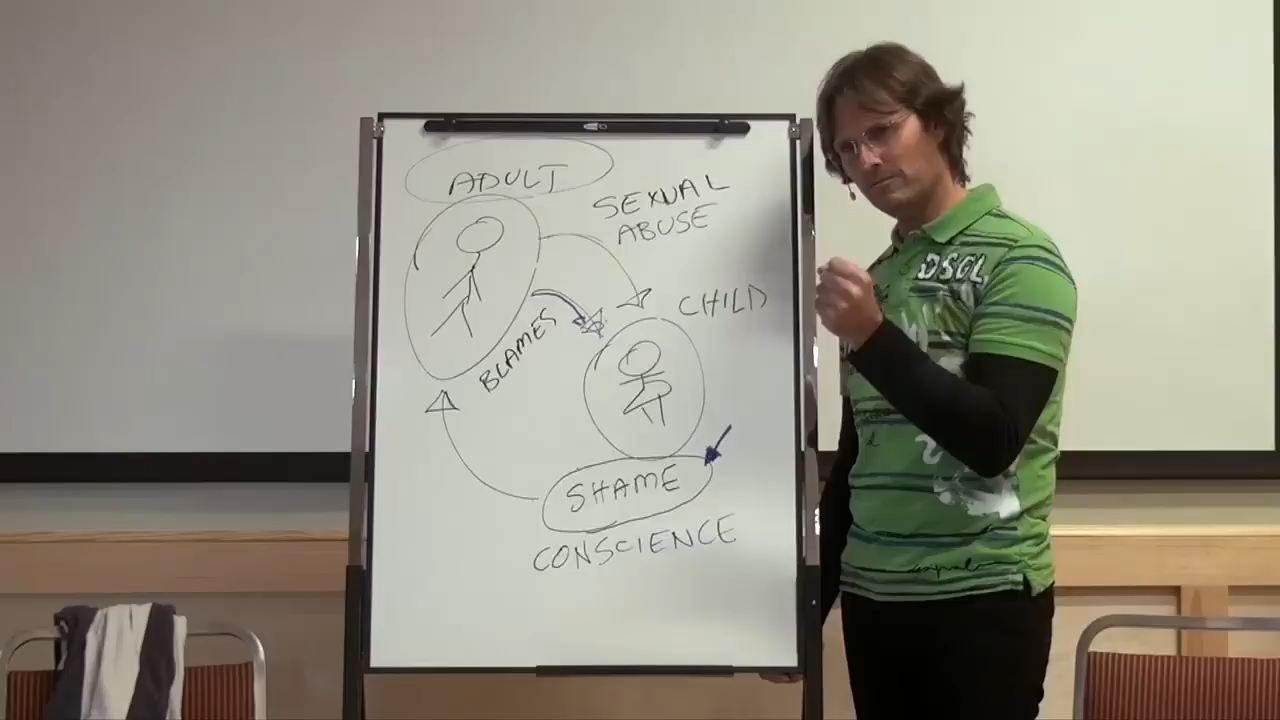 ADULT
SEXUAL
ABUSE
CHILD
BLAMES
SHAME
CONSCIENCE
DSGL